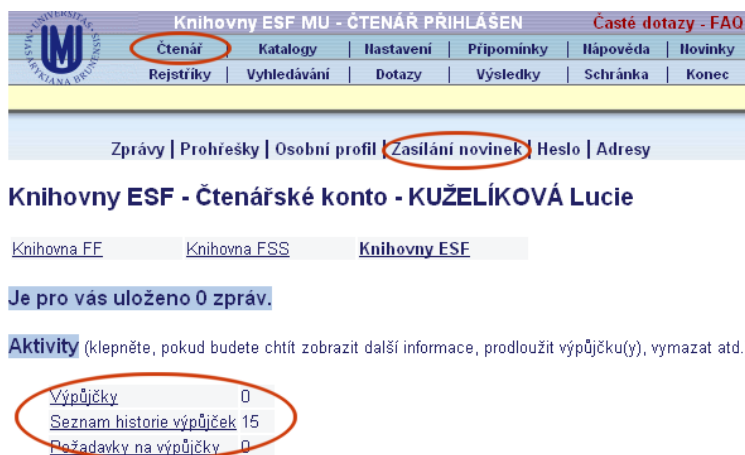 Knihovny ESF MU - ČTENÁŘ PŘIHLÁŠEN Časté dotazy - FAQ
Čtenář | Katalogy | Nastavení | Připomínky | Nápověda | Novinky
Rejstříky | Vyhledávání | Dotazy | Výsledky | Schránka | Konec
Zprávy | Prohřešky | Osobní profil | Zasílání novinek | Heslo | Adresy
Knihovny ESF - Čtenářské konto - KUŽELÍKOVÁ Lucie
Knihovna FF Knihovna FSS Knihovny ESF
Je pro vás uloženo 0 zpráv.
Aktivity (klepněte, pokud budete chtít zobrazit další informace, prodloužit výpůjčku(y), vymazat atd.
Výpůjčky 0
Seznam historie výpůjček 15
Požadavky na výpůjčky 0